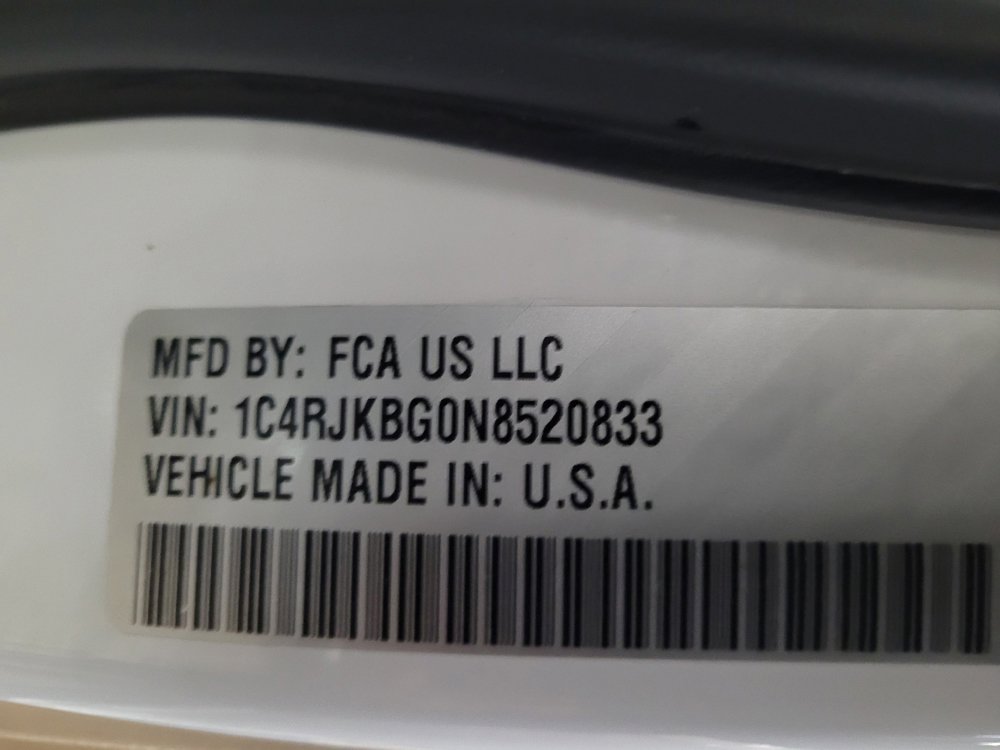 MFD BY: FCA US LLC
VIN: 1C4RJKBG0N8520833
VEHICLE MADE IN: U.S.A.